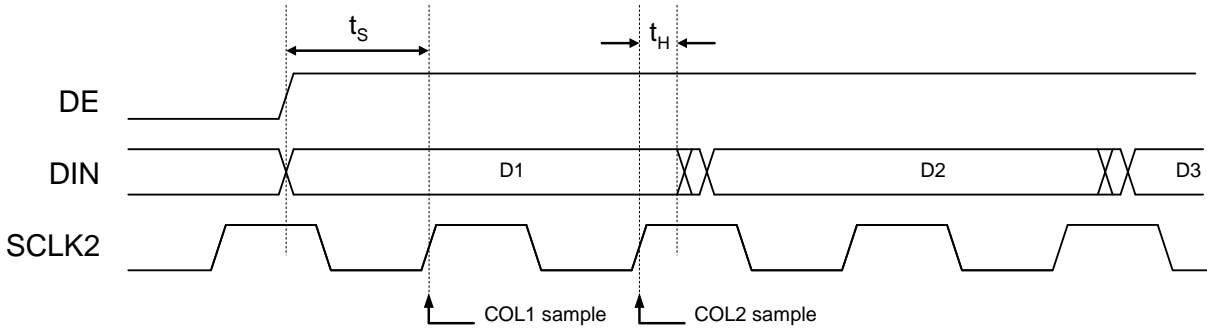 tS
tH
DE
DIN
D1
D2
D3
SCLK2
COL1 sample
COL2 sample